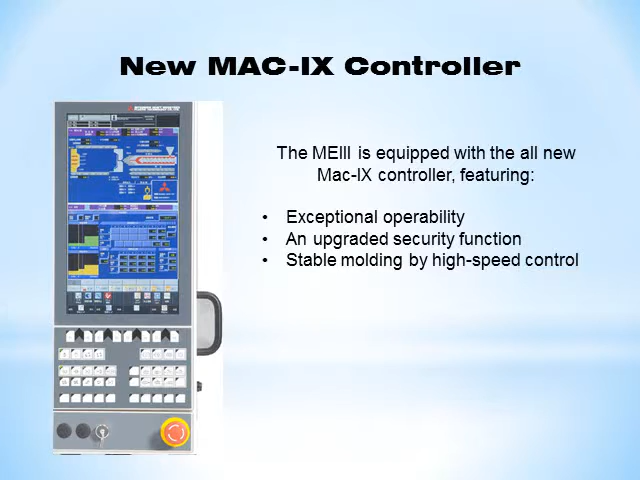 New MAC-IX Controller
The MEIII is equipped with the all new
Mac-IX controller, featuring:
• Exceptional operability
• An upgraded security function
• Stable molding by high-speed control